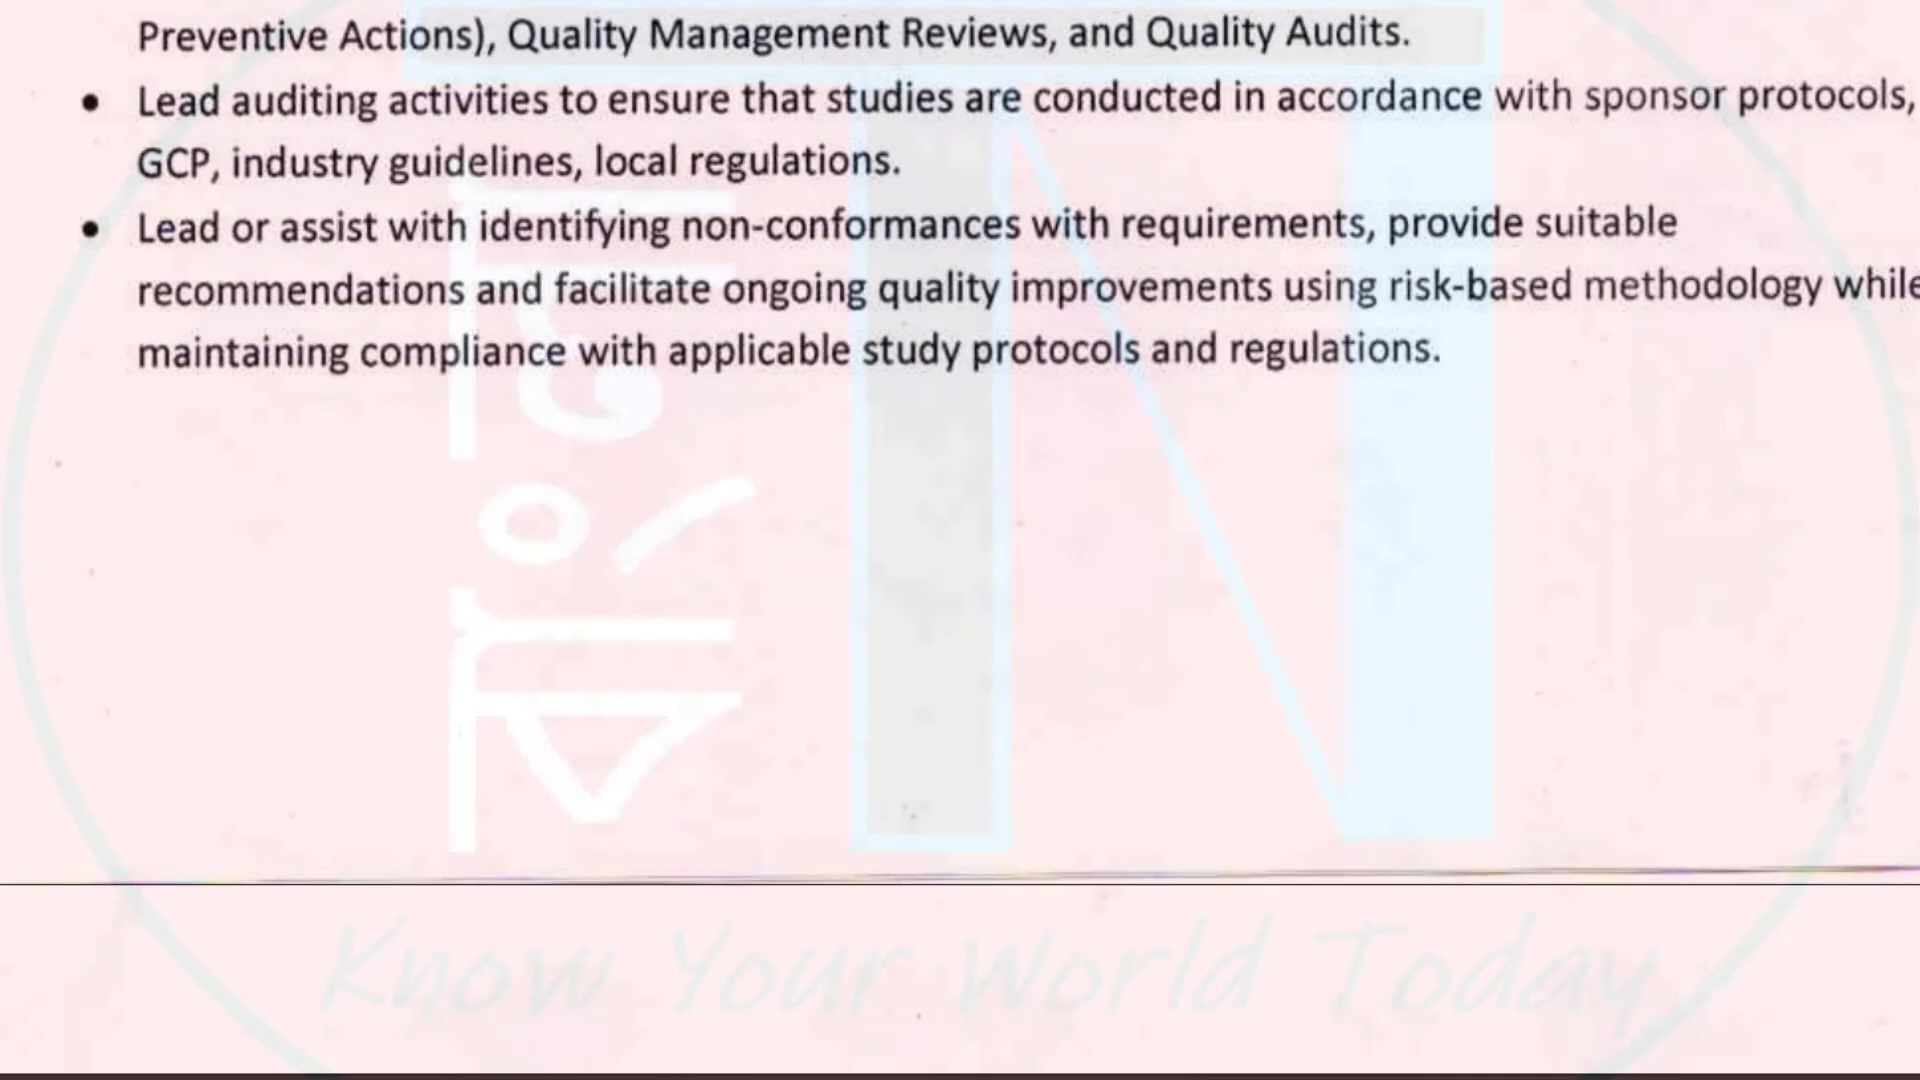 Preventive Actions), Quality Management Reviews, and Quality Audits.
• Lead auditing activities to ensure that studies are conducted in accordance with sponsor protocols,
GCP, industry guidelines, local regulations.
• Lead or assist with identifying non-conformances with requirements, provide suitable
recommendations and facilitate ongoing quality improvements using risk-based methodology while
maintaining compliance with applicable study protocols and regulations.
বাংলা
TN
Know Your World Today